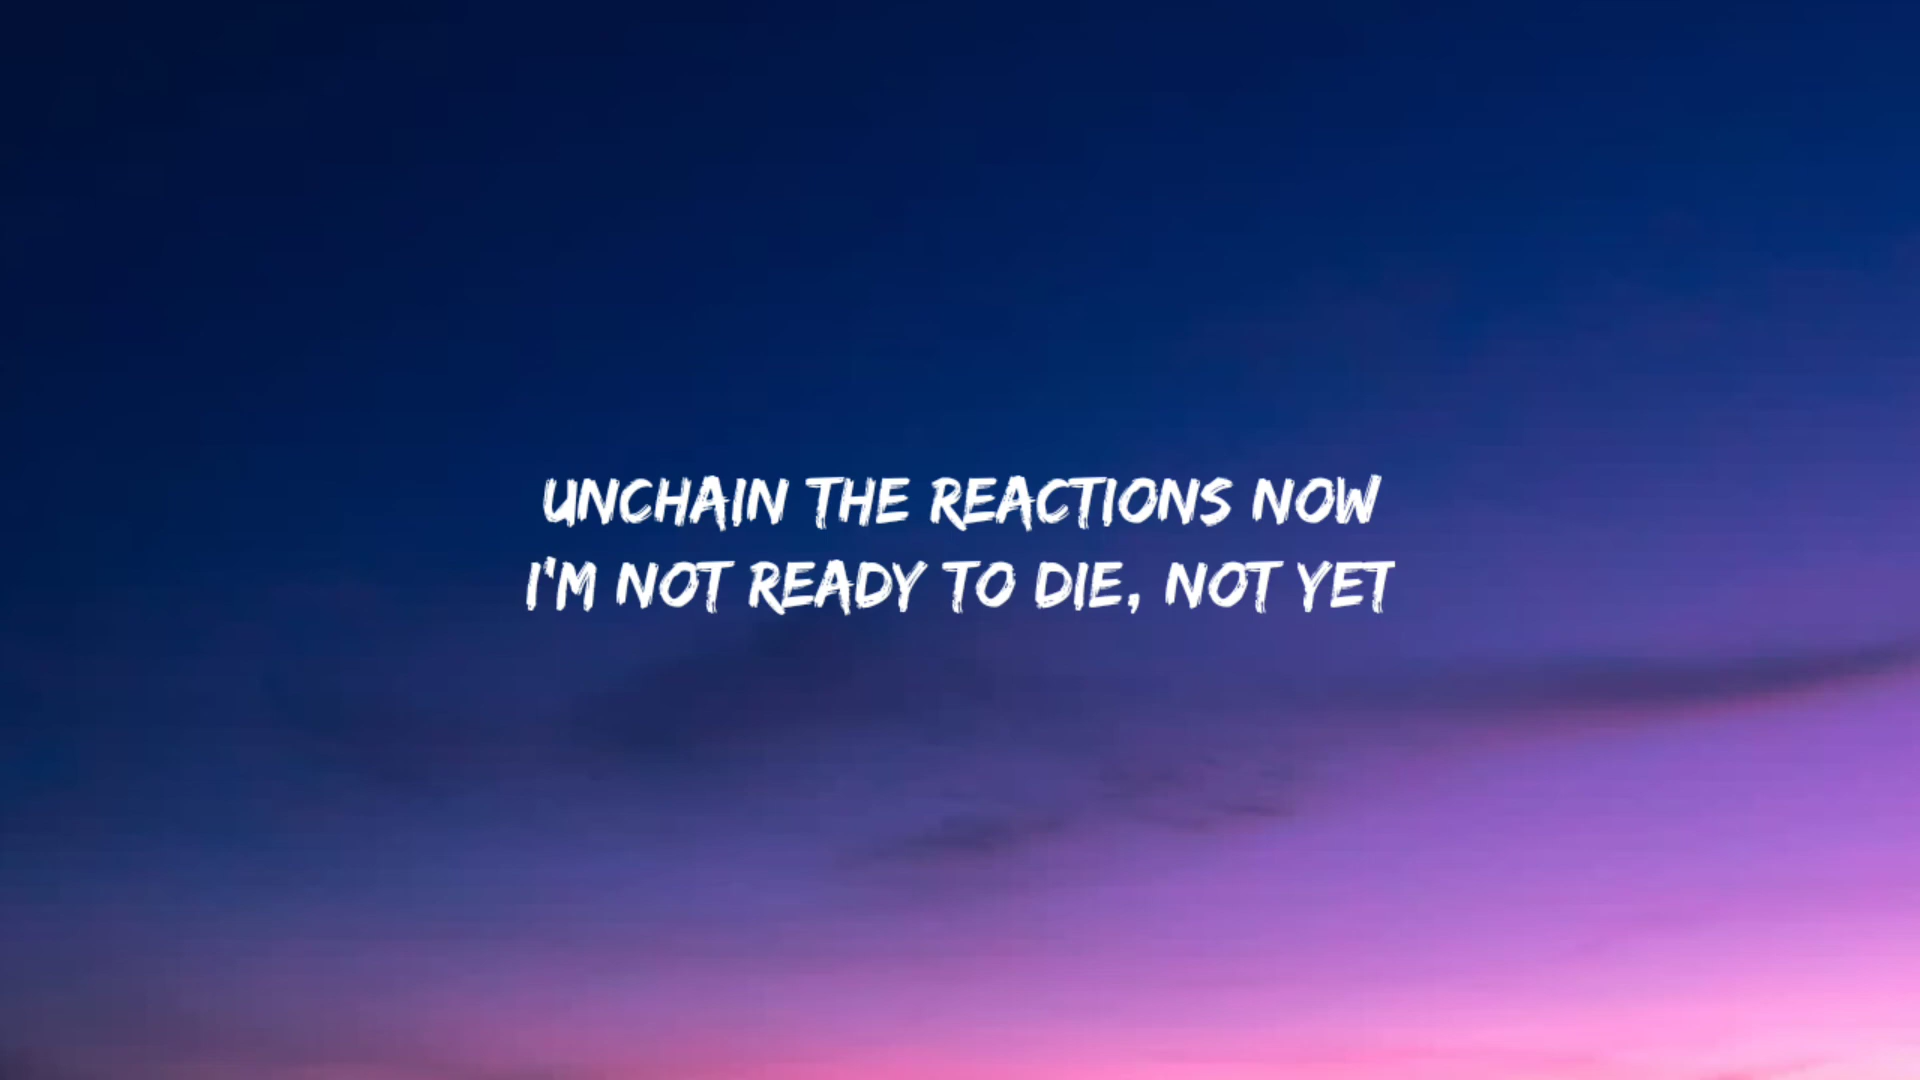 UNCHAIN THE REACTIONS NOW
I'M NOT READY TO DIE, NOT YET